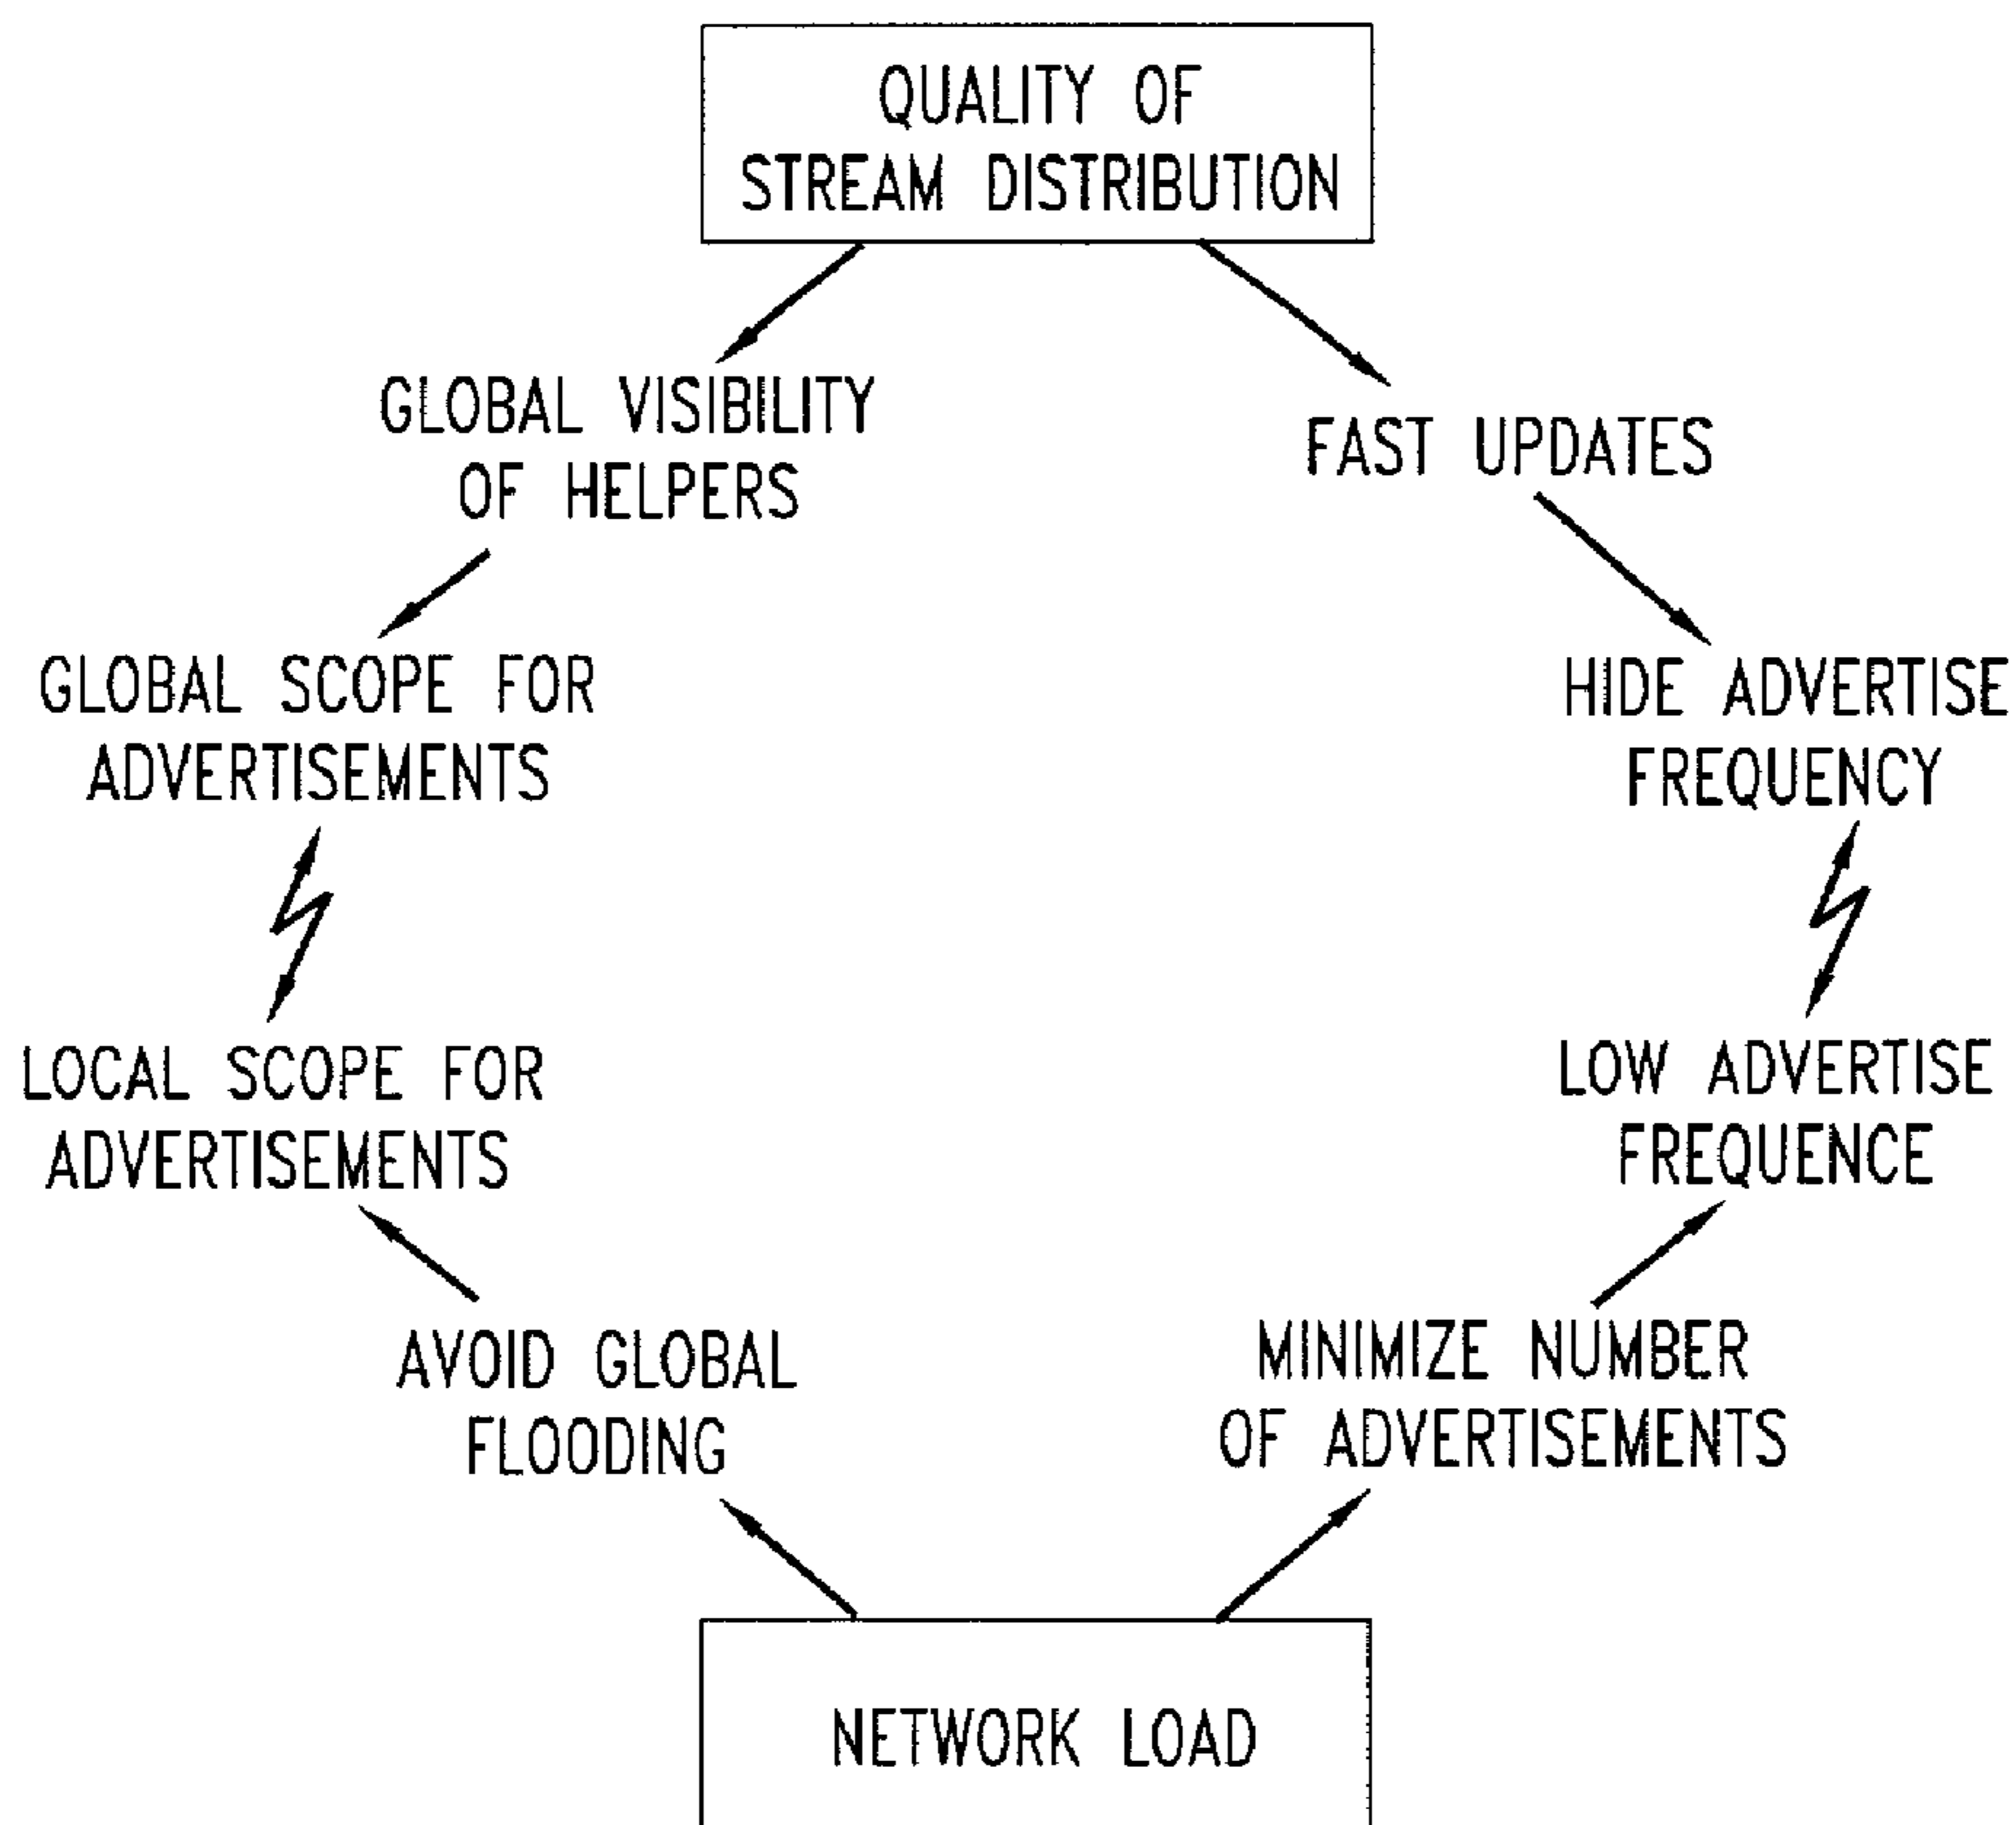 QUALITY OF
STREAM DISTRIBUTION
GLOBAL VISIBILITY
OF HELPERS
FAST UPDATES
GLOBAL SCOPE FOR
ADVERTISEMENTS
HIDE ADVERTISE
FREQUENCY
LOCAL SCOPE FOR
ADVERTISEMENTS
LOW ADVERTISE
FREQUENCE
AVOID GLOBAL
FLOODING
MINIMIZE NUMBER
OF ADVERTISEMENTS
NETWORK LOAD